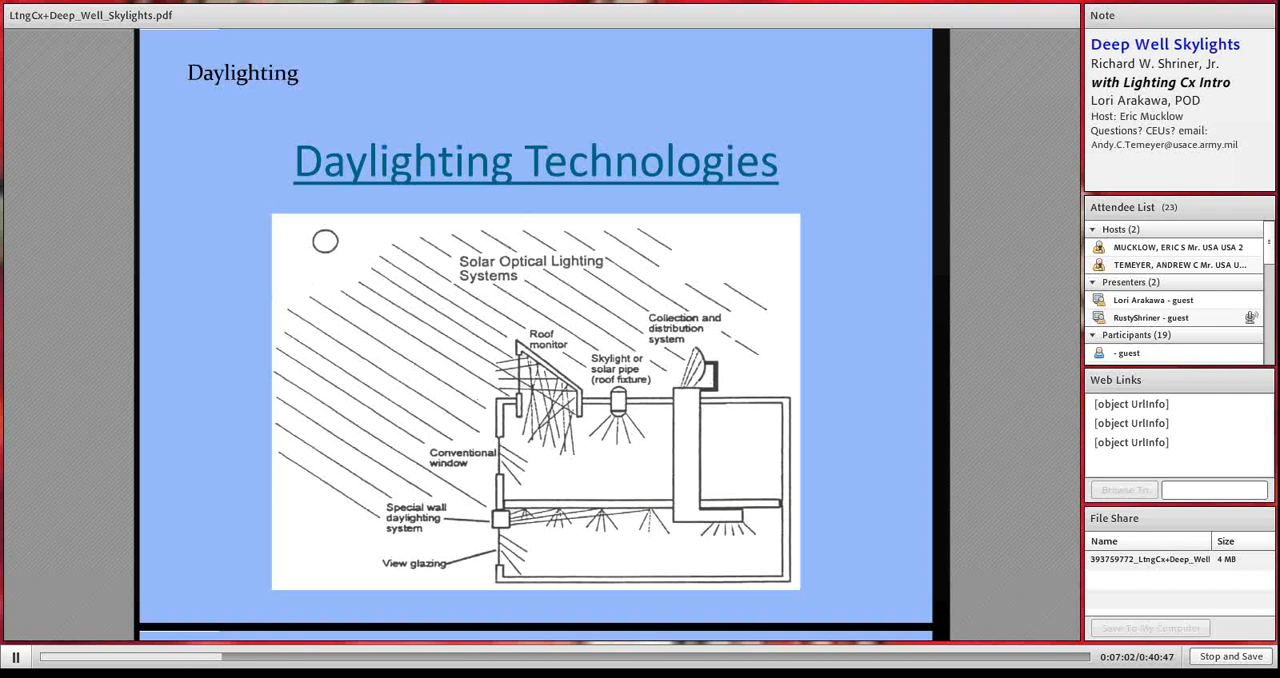 LtngCx+Deep_Well_Skylights.pdf
Daylighting
Daylighting Technologies
Solar Optical Lighting
Systems
Roof
monitor
Skylight or
solar pipe
(roof fixture)
Collection and
distribution
system
Conventional
window
Special wall
daylighting
system
View glazing
Note
Deep Well Skylights
Richard W. Shriner, Jr.
with Lighting Cx Intro
Lori Arakawa, POD
Host: Eric Mucklow
Questions? CEUs? email:
Andy.C.Temeyer@usace.army.mil
Attendee List (23)
Hosts (2)
MUCKLOW, ERIC S Mr. USA USA 2
TEMEYER, ANDREW C Mr. USA U...
Presenters (2)
Lori Arakawa - guest
RustyShriner - guest
Participants (19)
- guest
Web Links
[object UrlInfo]
[object UrlInfo]
[object UrlInfo]
Browse To
File Share
Name Size
393759772_LtngCx+Deep_Well 4 MB
Save To My Computer
0:07:02/0:40:47 Stop and Save